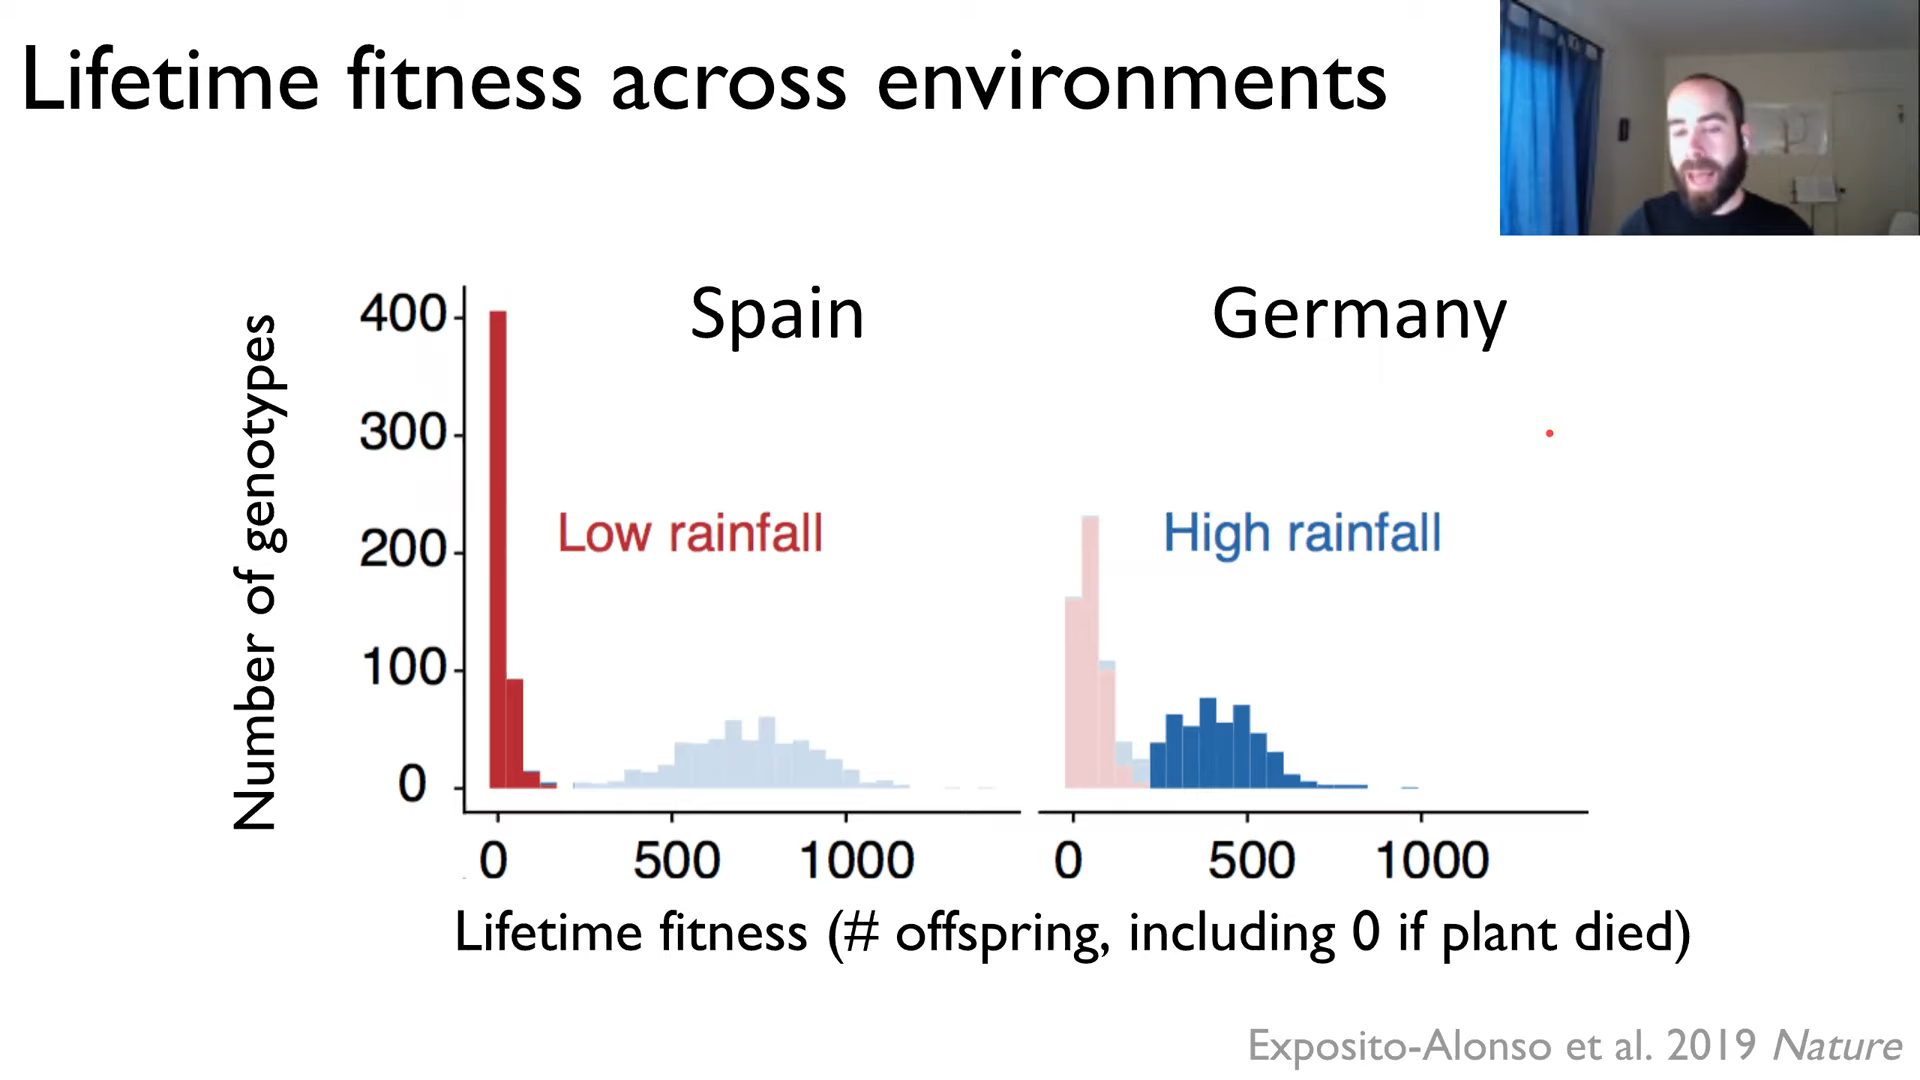 Lifetime fitness across environments
Spain
Germany
Number of genotypes
400
300
200
100
0
Low rainfall
High rainfall
0 500 1000
0 500 1000
Lifetime fitness (# offspring, including 0 if plant died)
Exposito-Alonso et al. 2019 Nature